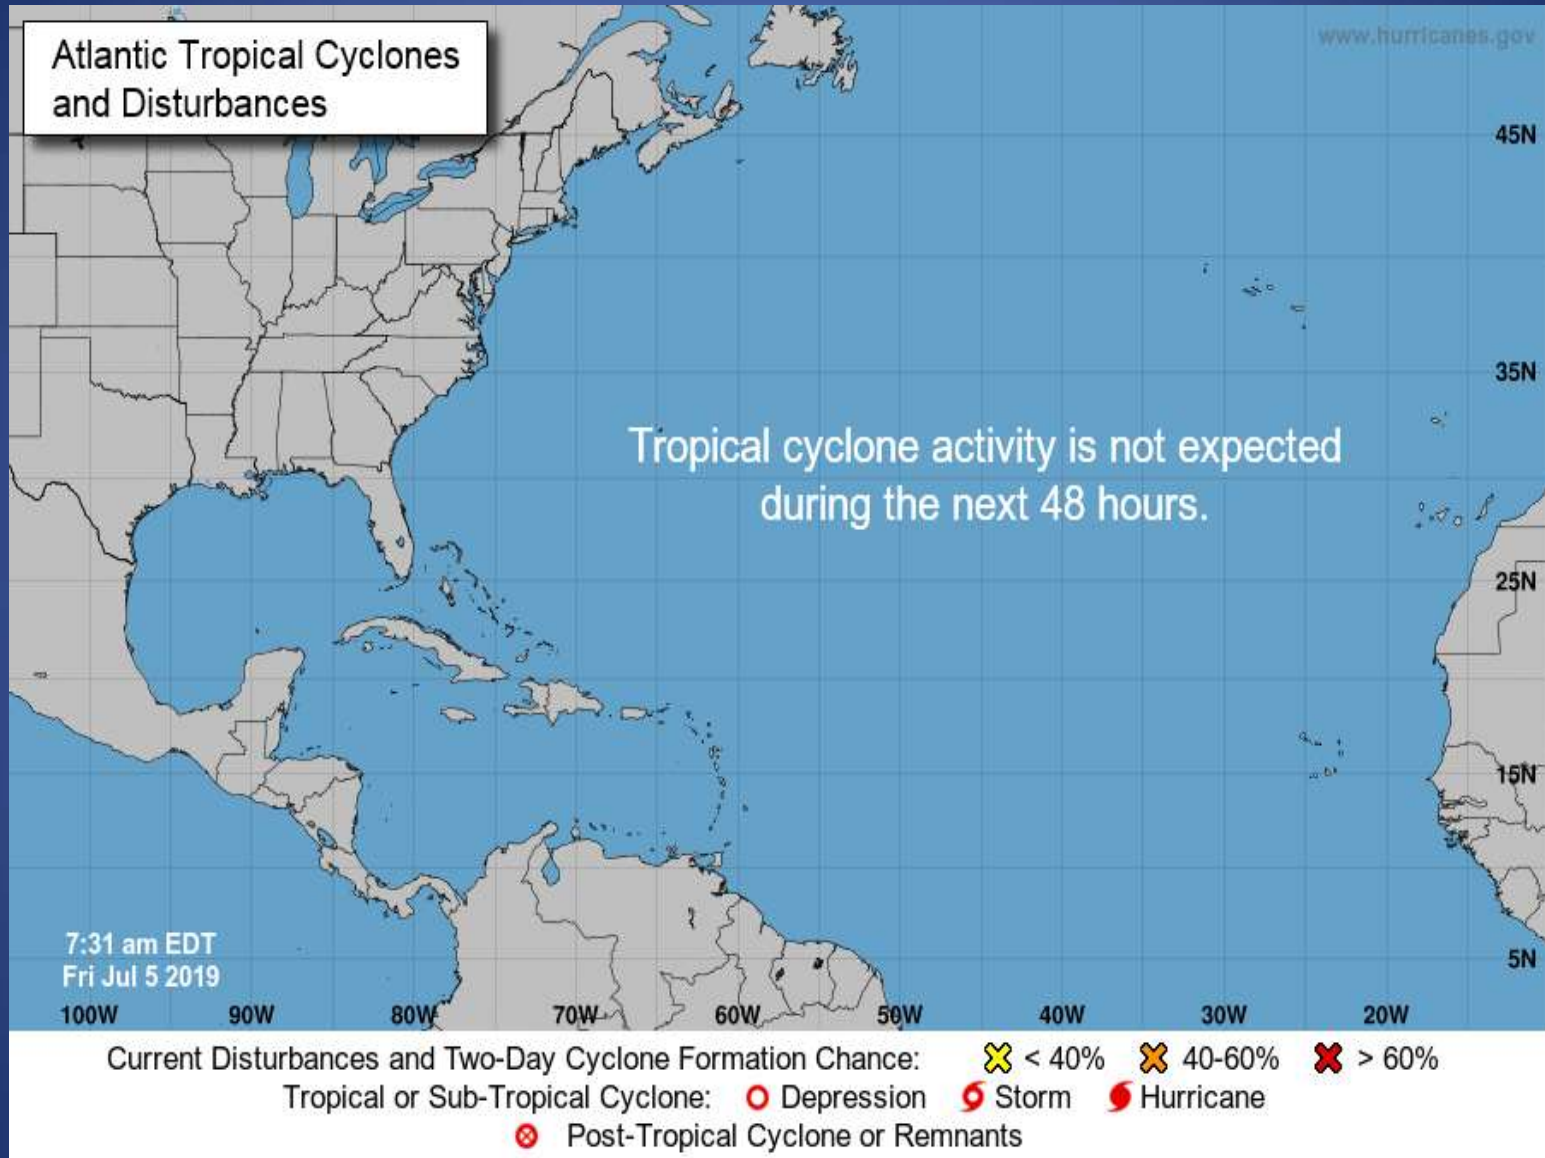 Atlantic Tropical Cyclones
and Disturbances
www.hurricanes.gov
45N
35N
Tropical cyclone activity is not expected
during the next 48 hours.
25N
15N
7:31 am EDT
Fri Jul 5 2019
5N
100W 90W 80W 70W 60W 50W 40W 30W 20W
Current Disturbances and Two-Day Cyclone Formation Chance: < 40% 40-60% > 60%
Tropical or Sub-Tropical Cyclone: Depression Storm Hurricane
Post-Tropical Cyclone or Remnants